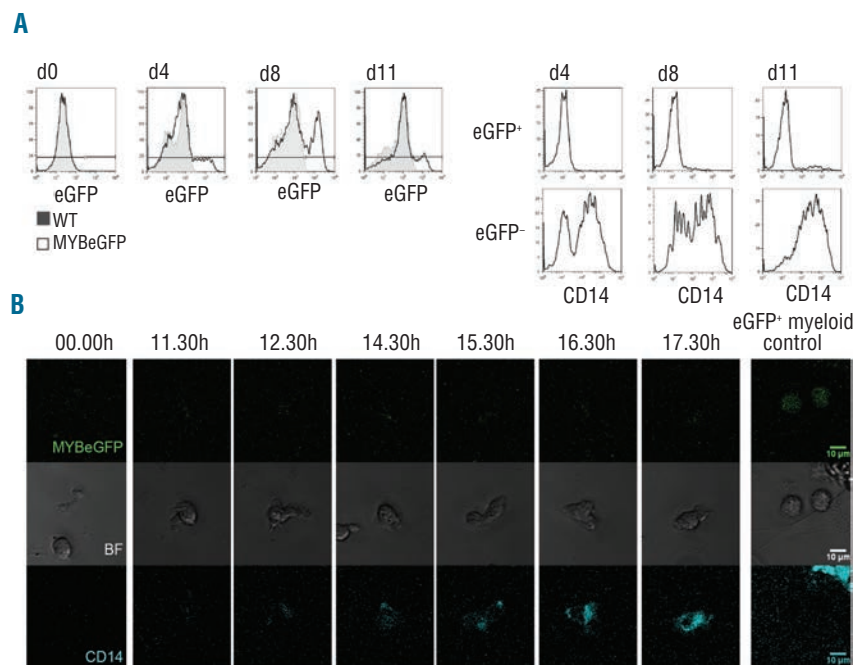 A
d0 d4 d8 d11
d4 d8 d11
eGFP⁺
eGFP eGFP eGFP eGFP
WT
MYBeGFP
eGFP⁻
CD14 CD14 CD14
B
eGFP⁺ myeloid
control
00.00h 11.30h 12.30h 14.30h 15.30h 16.30h 17.30h
MYBeGFP
10 µm
BF
10 µm
CD14
10 µm